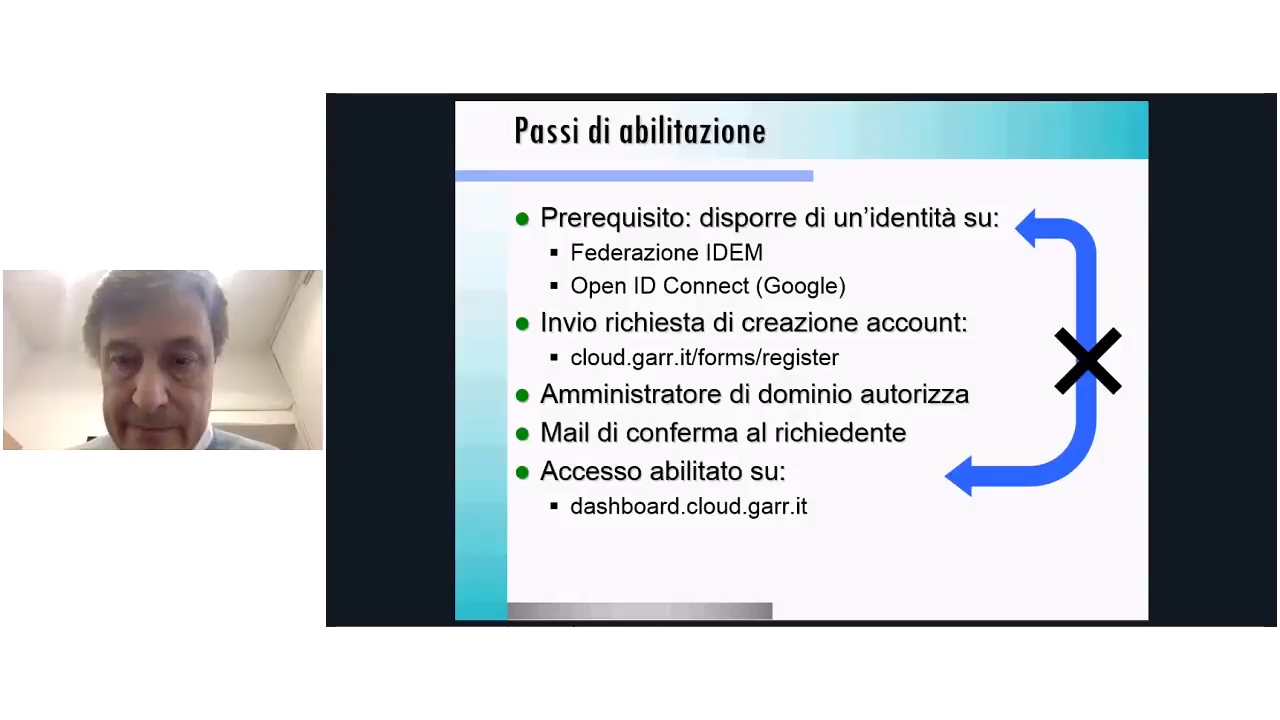 Passi di abilitazione
Prerequisito: disporre di un'identità su:
Federazione IDEM
Open ID Connect (Google)
Invio richiesta di creazione account:
cloud.garr.it/forms/register
Amministratore di dominio autorizza
Mail di conferma al richiedente
Accesso abilitato su:
dashboard.cloud.garr.it